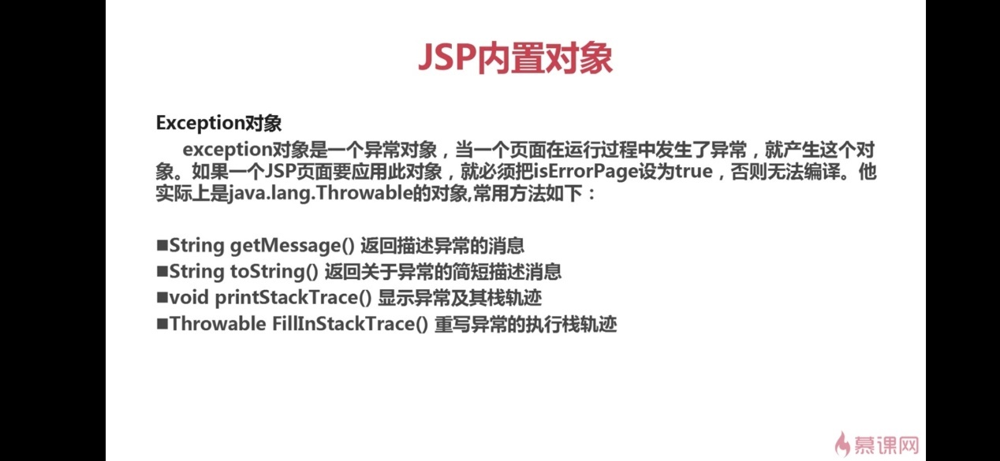 JSP内置对象
Exception对象
exception对象是一个异常对象，当一个页面在运行过程中发生了异常，就产生这个对
象。如果一个JSP页面要应用此对象，就必须把isErrorPage设为true，否则无法编译。他
实际上是java.lang.Throwable的对象,常用方法如下：
■String getMessage() 返回描述异常的消息
■String toString() 返回关于异常的简短描述消息
■void printStackTrace() 显示异常及其栈轨迹
■Throwable FillInStackTrace() 重写异常的执行栈轨迹
慕课网